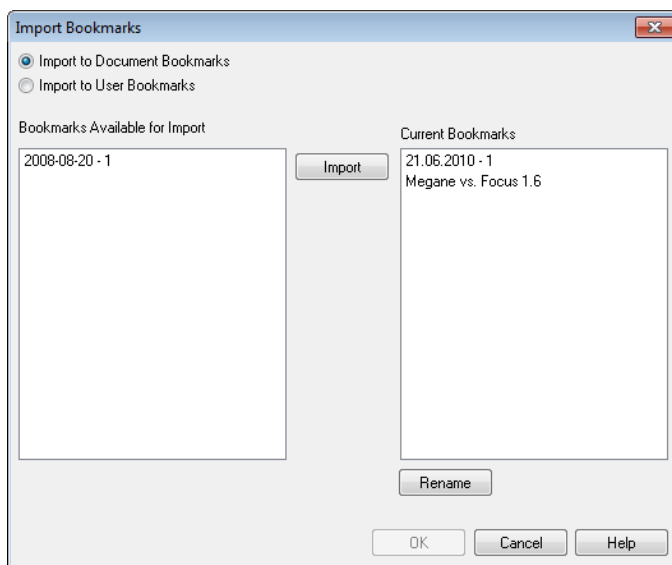 Import Bookmarks
Import to Document Bookmarks
Import to User Bookmarks
Bookmarks Available for Import
Current Bookmarks
2008-08-20 - 1
Import
21.06.2010 - 1
Megane vs. Focus 1.6
Rename
OK
Cancel
Help